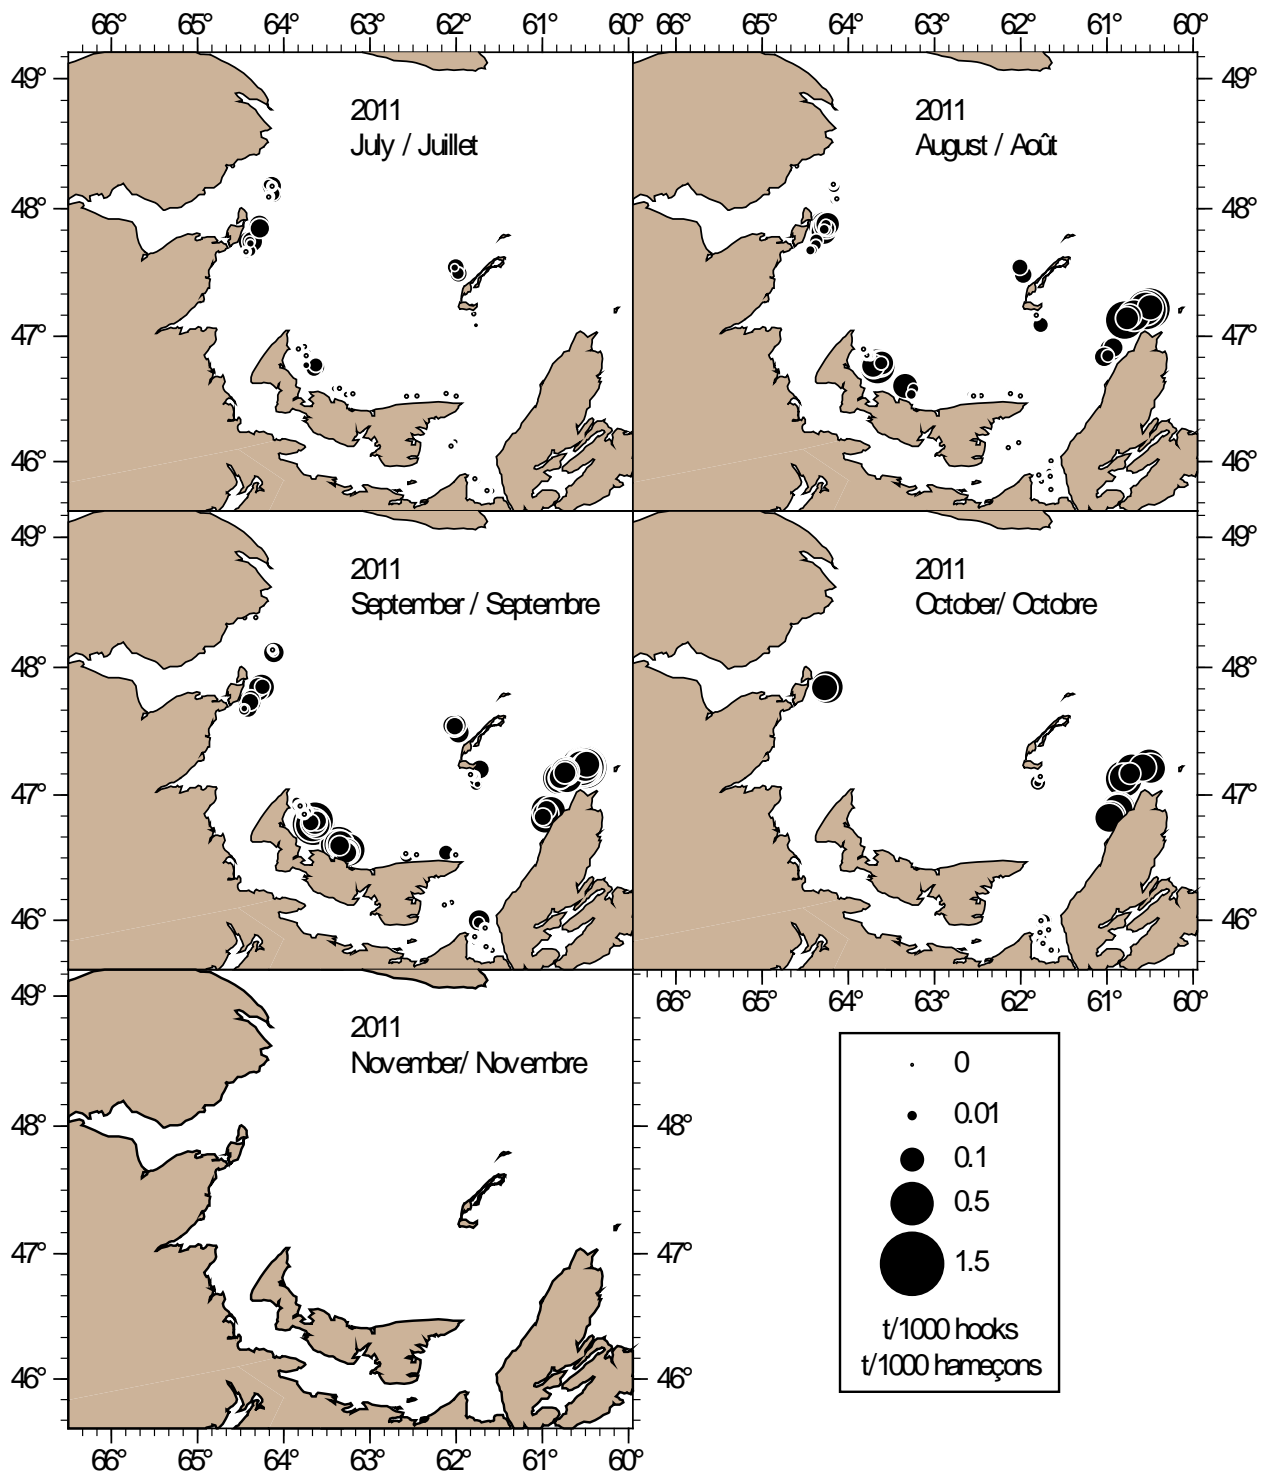 66° 65° 64° 63° 62° 61° 60° 66° 65° 64° 63° 62° 61° 60°
49° 49°
2011 2011
July / Juillet August / Août
48° 48°
47° 47°
46° 46°
49° 49°
2011 2011
September / Septembre October/ Octobre
48° 48°
47° 47°
46° 46°
66° 65° 64° 63° 62° 61° 60°
49°
2011
November/ Novembre
48° 48°
47° 47°
46° 46°
66° 65° 64° 63° 62° 61° 60°
0
0.01
0.1
0.5
1.5
t/1000 hooks
t/1000 hameçons